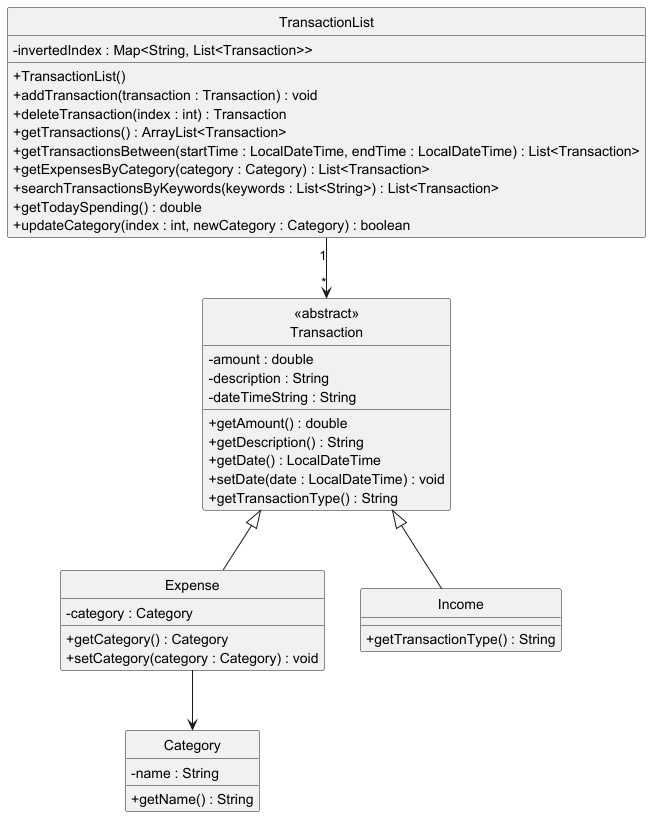 TransactionList
-invertedIndex : Map<String, List<Transaction>>
+TransactionList()
+addTransaction(transaction : Transaction) : void
+deleteTransaction(index : int) : Transaction
+getTransactions() : ArrayList<Transaction>
+getTransactionsBetween(startTime : LocalDateTime, endTime : LocalDateTime) : List<Transaction>
+getExpensesByCategory(category : Category) : List<Transaction>
+searchTransactionsByKeywords(keywords : List<String>) : List<Transaction>
+getTodaySpending() : double
+updateCategory(index : int, newCategory : Category) : boolean
1
*
«abstract»
Transaction
-amount : double
-description : String
-dateTimeString : String
+getAmount() : double
+getDescription() : String
+getDate() : LocalDateTime
+setDate(date : LocalDateTime) : void
+getTransactionType() : String
Expense
-category : Category
+getCategory() : Category
+setCategory(category : Category) : void
Income
+getTransactionType() : String
Category
-name : String
+getName() : String